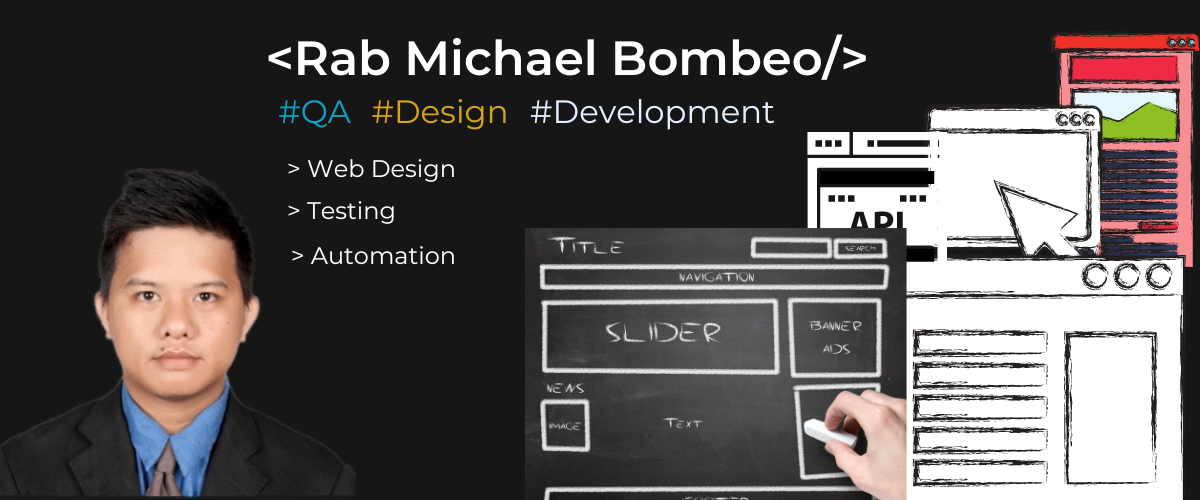 <Rab Michael Bombeo/>
#QA #Design #Development
> Web Design
> Testing
> Automation
API
TITLE
SEARCH
NAVIGATION
SLIDER
BANNER
ADS
NEWS
IMAGE
TEXT
FOOTER